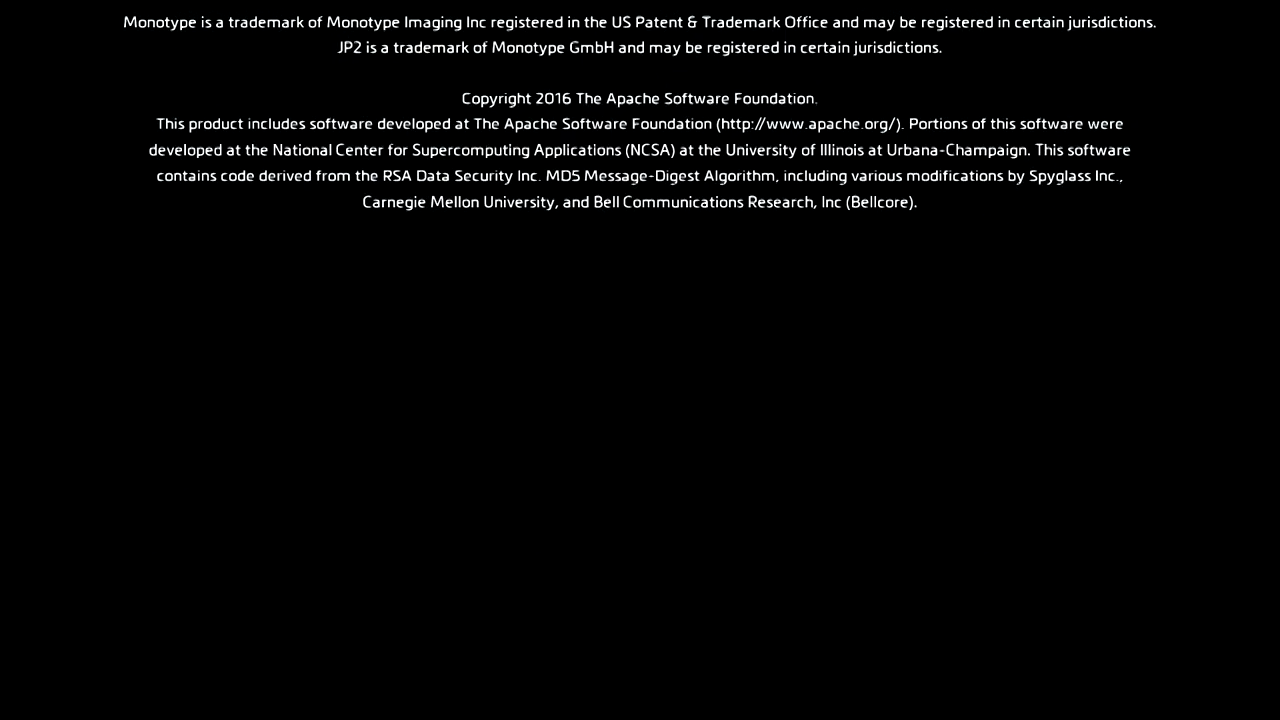 Monotype is a trademark of Monotype Imaging Inc registered in the US Patent & Trademark Office and may be registered in certain jurisdictions.
JP2 is a trademark of Monotype GmbH and may be registered in certain jurisdictions.
Copyright 2016 The Apache Software Foundation.
This product includes software developed at The Apache Software Foundation (http://www.apache.org/). Portions of this software were
developed at the National Center for Supercomputing Applications (NCSA) at the University of Illinois at Urbana-Champaign. This software
contains code derived from the RSA Data Security Inc. MD5 Message-Digest Algorithm, including various modifications by Spyglass Inc.,
Carnegie Mellon University, and Bell Communications Research, Inc (Bellcore).